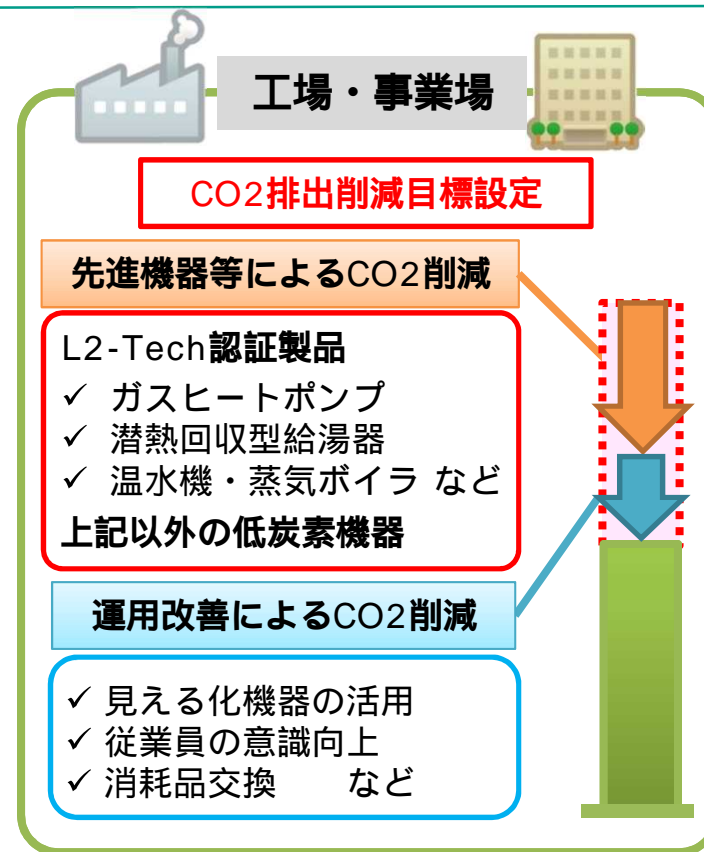 工場・事業場
CO2排出削減目標設定
先進機器等によるCO2削減
L2-Tech認証製品
✓ ガスヒートポンプ
✓ 潜熱回収型給湯器
✓ 温水機・蒸気ボイラ など
上記以外の低炭素機器
運用改善によるCO2削減
✓ 見える化機器の活用
✓ 従業員の意識向上
✓ 消耗品交換 など